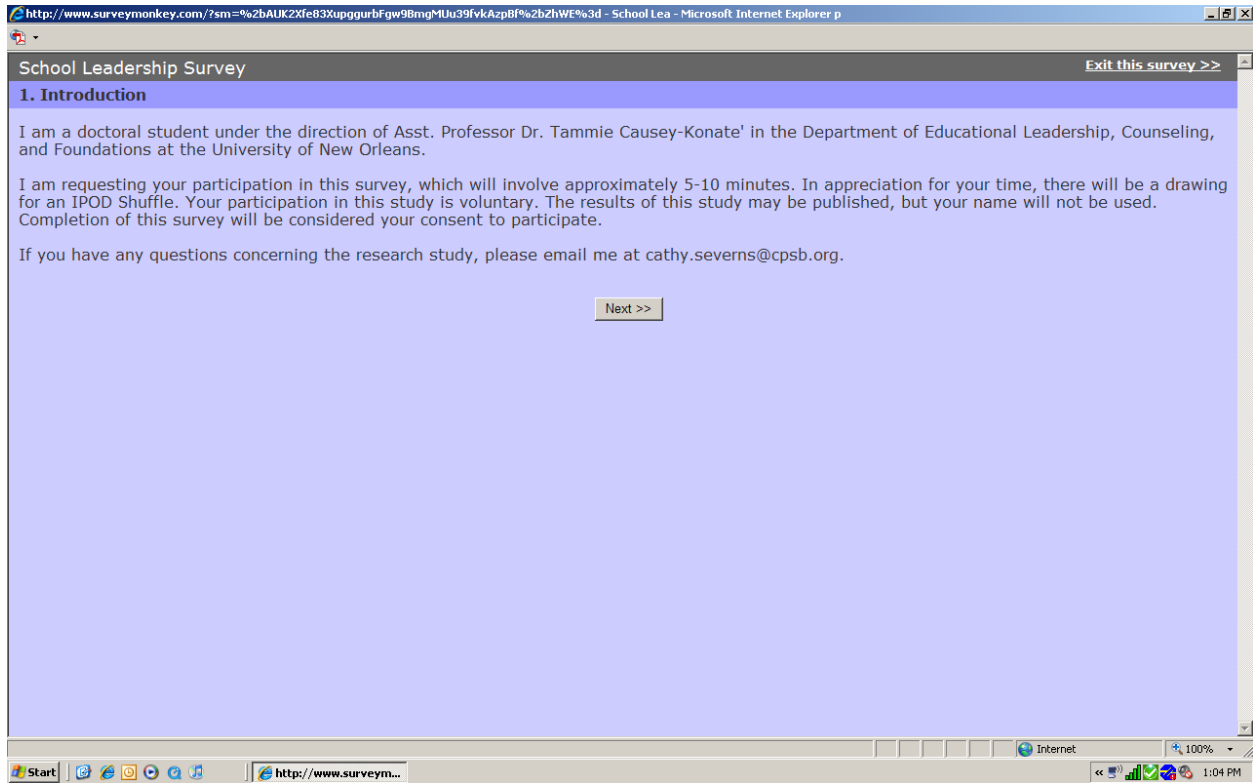 http://www.surveymonkey.com/?sm=%2bAUK2Xfe83XupggurbFgw9BmgMUu39fvkAzpBf%2bZhWE%3d - School Lea - Microsoft Internet Explorer p
School Leadership Survey
Exit this survey >>
1. Introduction
I am a doctoral student under the direction of Asst. Professor Dr. Tammie Causey-Konate' in the Department of Educational Leadership, Counseling,
and Foundations at the University of New Orleans.
I am requesting your participation in this survey, which will involve approximately 5-10 minutes. In appreciation for your time, there will be a drawing
for an IPOD Shuffle. Your participation in this study is voluntary. The results of this study may be published, but your name will not be used.
Completion of this survey will be considered your consent to participate.
If you have any questions concerning the research study, please email me at cathy.severns@cpsb.org.
Next >>
Internet
100%
Start
http://www.surveym...
1:04 PM